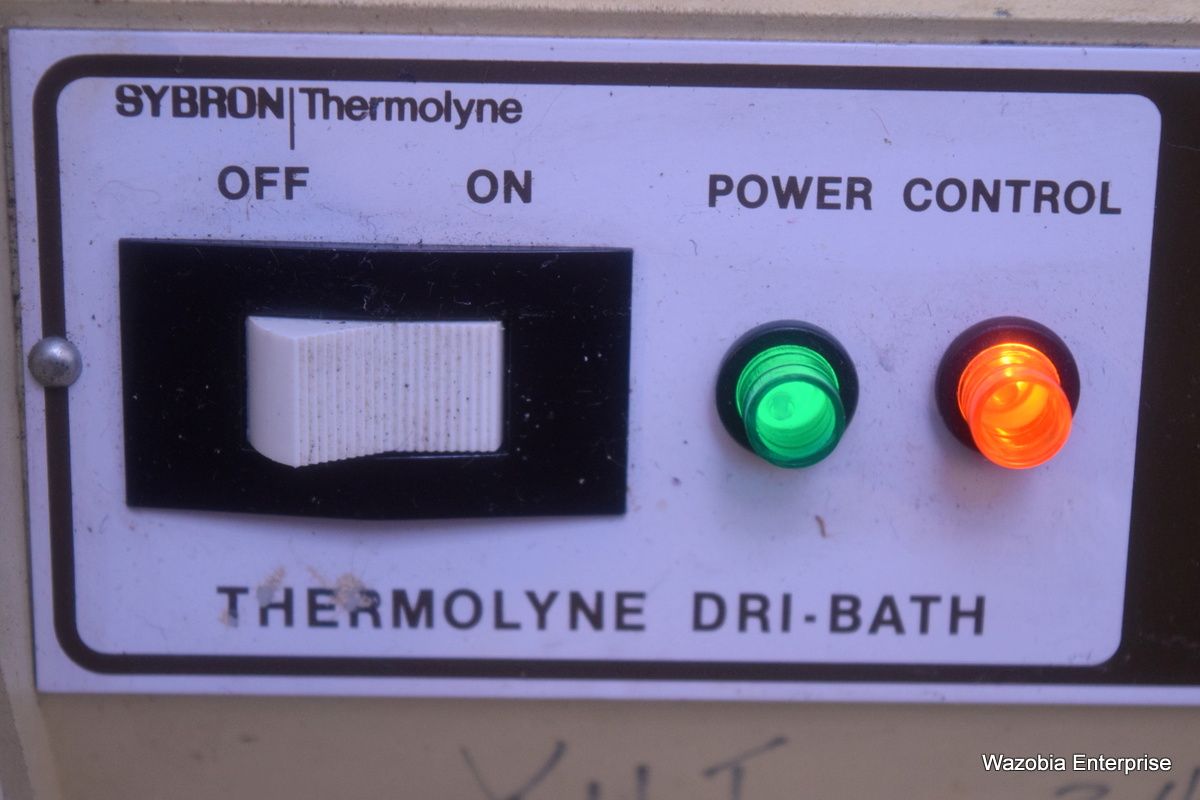 SYBRON Thermolyne
OFF ON
POWER CONTROL
THERMOLYNE DRI-BATH
Wazobia Enterprise